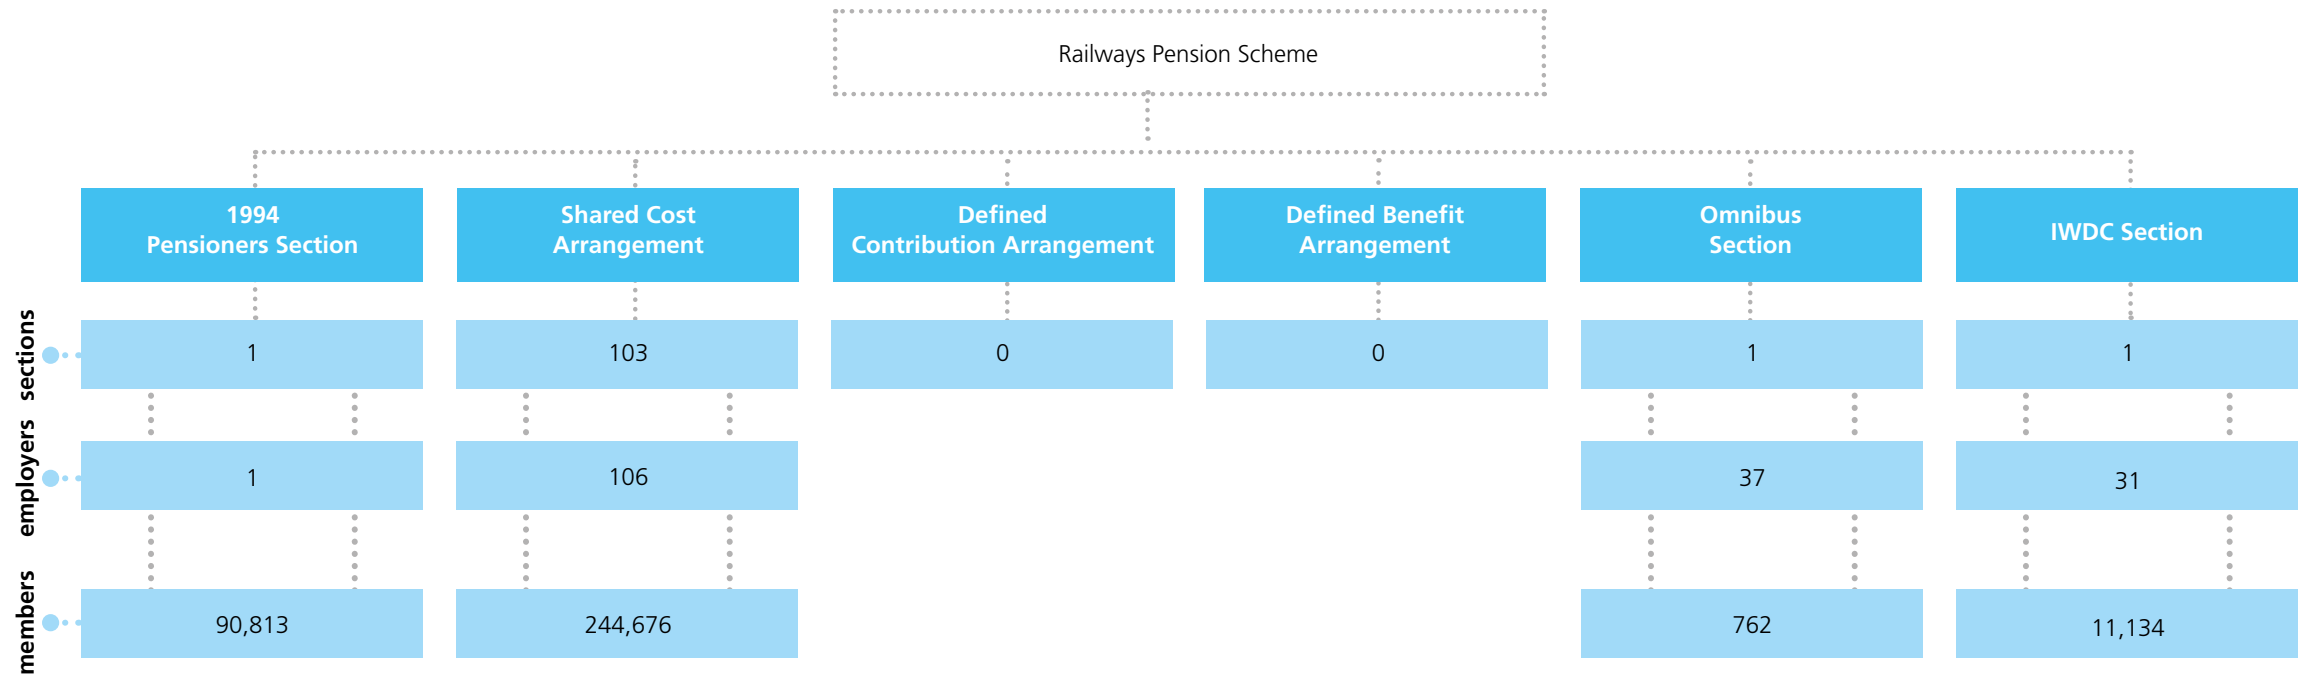 Railways Pension Scheme
1994
Pensioners Section
Shared Cost
Arrangement
Defined
Contribution Arrangement
Defined Benefit
Arrangement
Omnibus
Section
IWDC Section
sections
1
103
0
0
1
1
employers
1
106
37
31
members
90,813
244,676
762
11,134